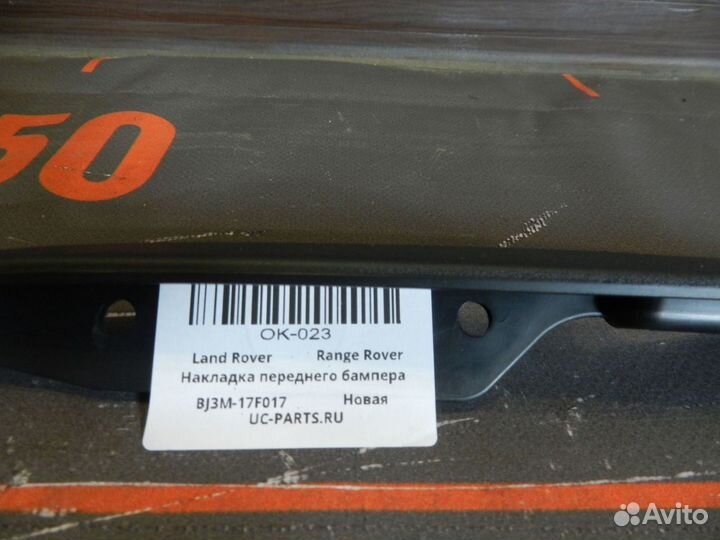 50
OK-023
Land Rover Range Rover
Накладка переднего бампера
BJ3M-17F017 Новая
UC-PARTS.RU
Avito